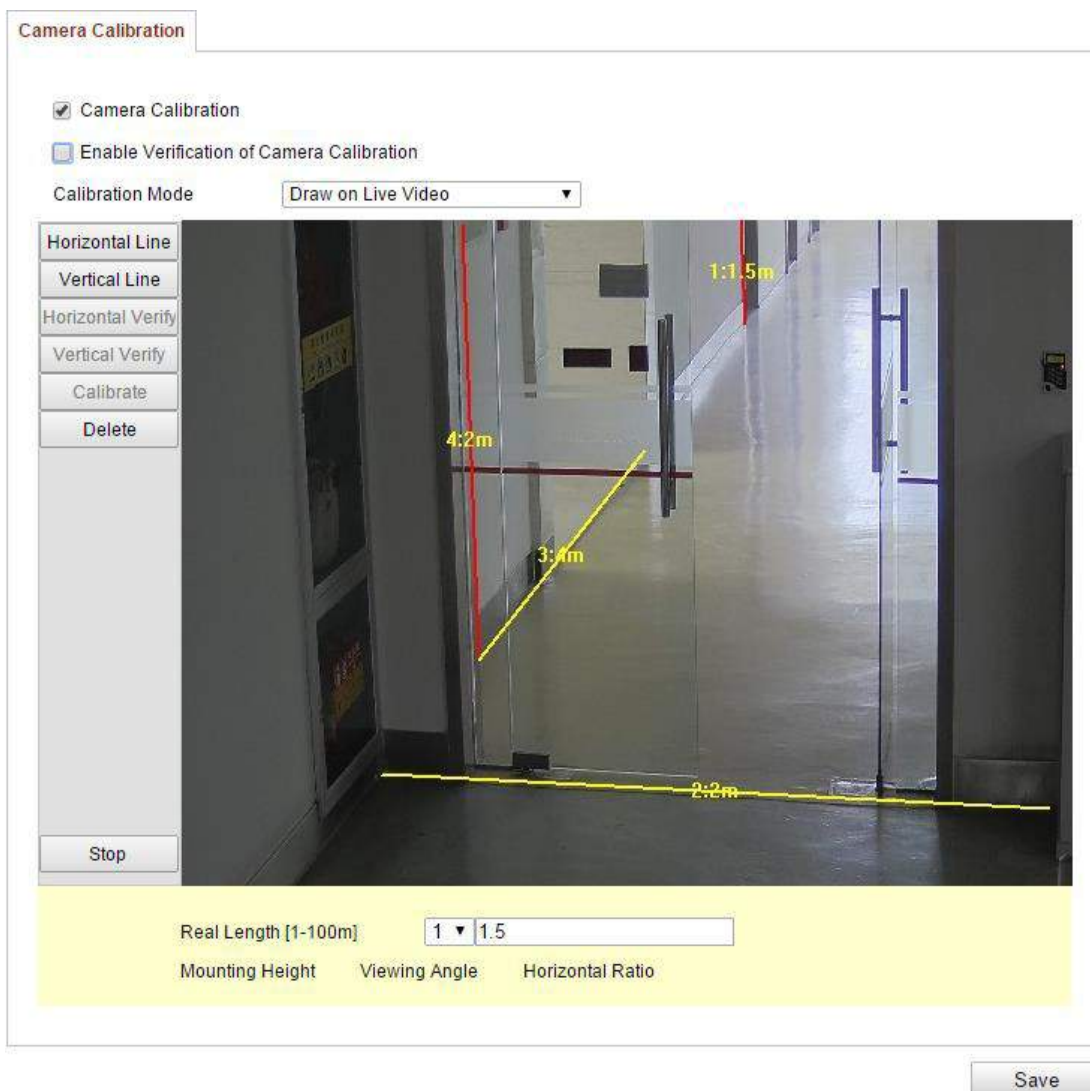 Camera Calibration
Camera Calibration
Enable Verification of Camera Calibration
Calibration Mode
Draw on Live Video
Horizontal Line
Vertical Line
Horizontal Verify
Vertical Verify
Calibrate
Delete
Stop
1:1.5m
4:2m
3:4m
2:2m
Real Length [1-100m]
1
1.5
Mounting Height Viewing Angle Horizontal Ratio
Save